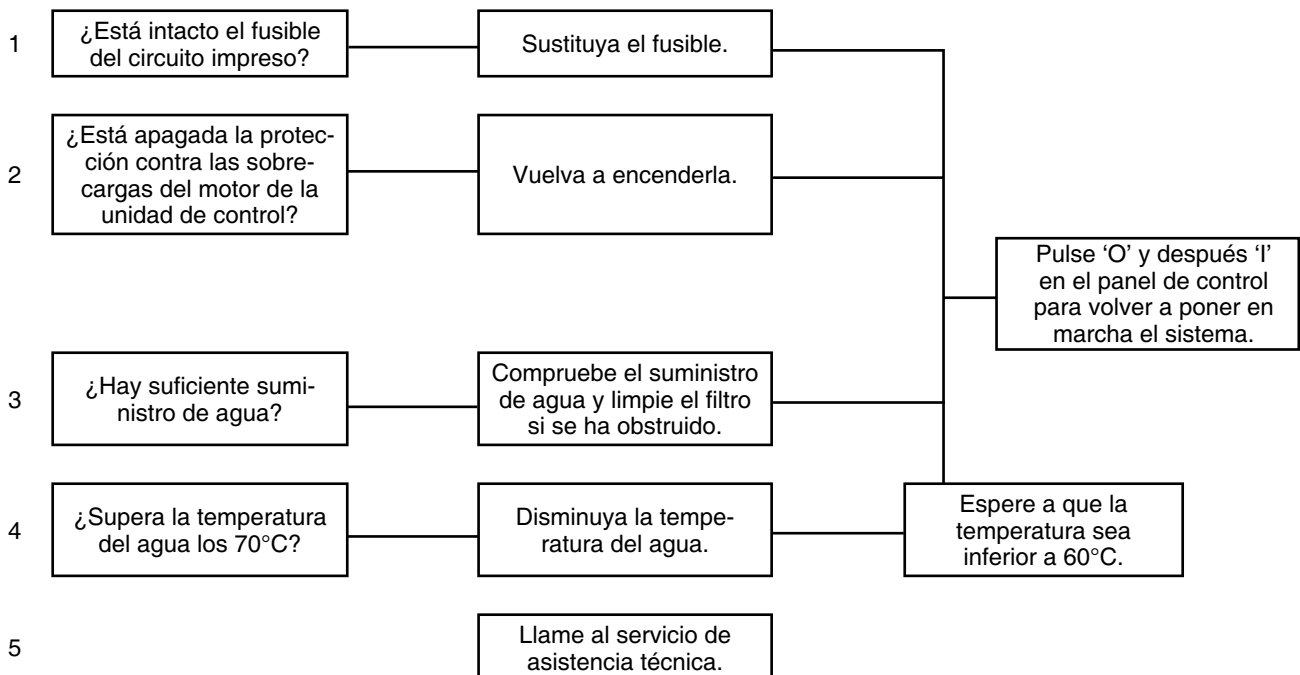 1
¿Está intacto el fusible
del circuito impreso?
Sustituya el fusible.
2
¿Está apagada la protec-
ción contra las sobre-
cargas del motor de la
unidad de control?
Vuelva a encenderla.
Pulse ‘O’ y después ‘I’
en el panel de control
para volver a poner en
marcha el sistema.
3
¿Hay suficiente sumi-
nistro de agua?
Compruebe el suministro
de agua y limpie el filtro
si se ha obstruido.
4
¿Supera la temperatura
del agua los 70°C?
Disminuya la tempe-
ratura del agua.
Espere a que la
temperatura sea
inferior a 60°C.
5
Llame al servicio de
asistencia técnica.